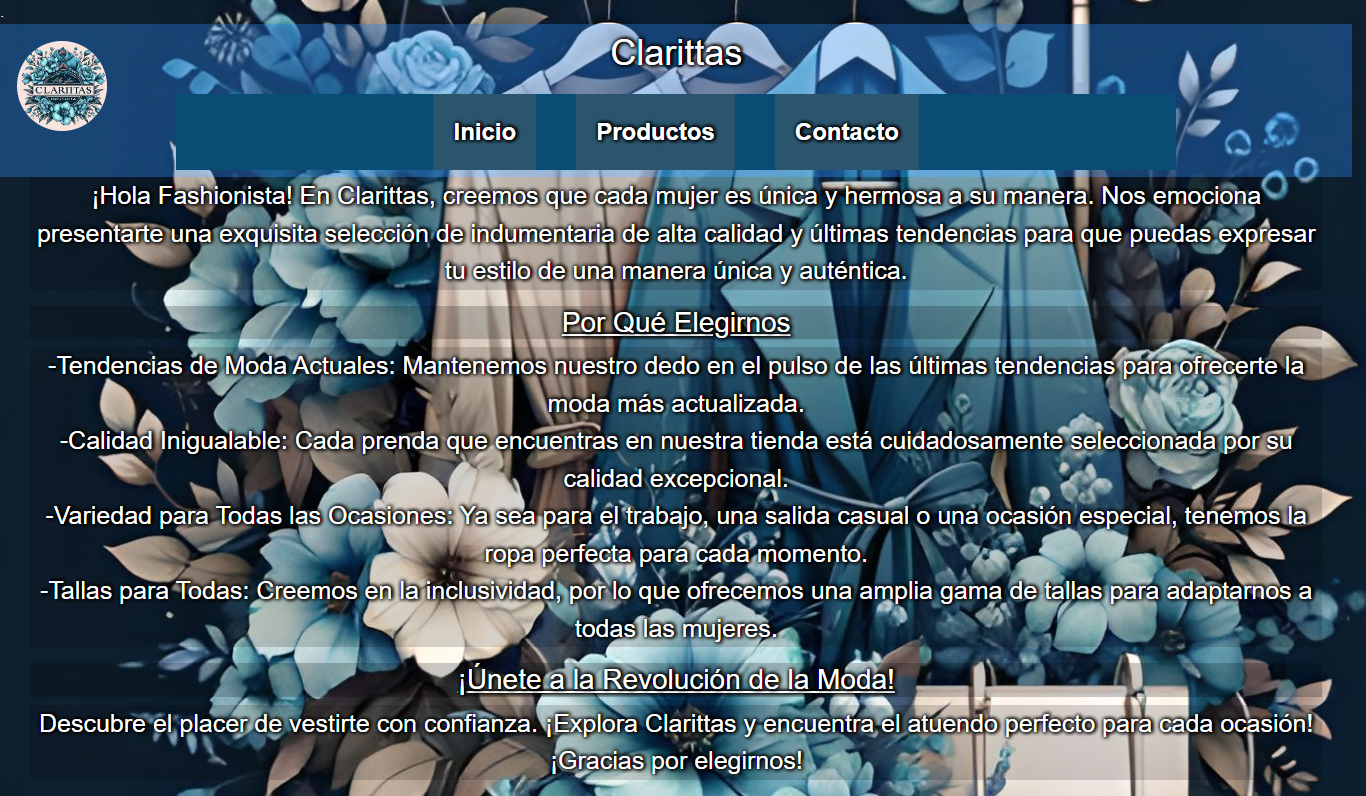 Clarittas
CLARITTAS
Inicio Productos Contacto
¡Hola Fashionista! En Clarittas, creemos que cada mujer es única y hermosa a su manera. Nos emociona
presentarte una exquisita selección de indumentaria de alta calidad y últimas tendencias para que puedas expresar
tu estilo de una manera única y auténtica.
Por Qué Elegirnos
-Tendencias de Moda Actuales: Mantenemos nuestro dedo en el pulso de las últimas tendencias para ofrecerte la
moda más actualizada.
-Calidad Inigualable: Cada prenda que encuentras en nuestra tienda está cuidadosamente seleccionada por su
calidad excepcional.
-Variedad para Todas las Ocasiones: Ya sea para el trabajo, una salida casual o una ocasión especial, tenemos la
ropa perfecta para cada momento.
-Tallas para Todas: Creemos en la inclusividad, por lo que ofrecemos una amplia gama de tallas para adaptarnos a
todas las mujeres.
¡Únete a la Revolución de la Moda!
Descubre el placer de vestirte con confianza. ¡Explora Clarittas y encuentra el atuendo perfecto para cada ocasión!
¡Gracias por elegirnos!